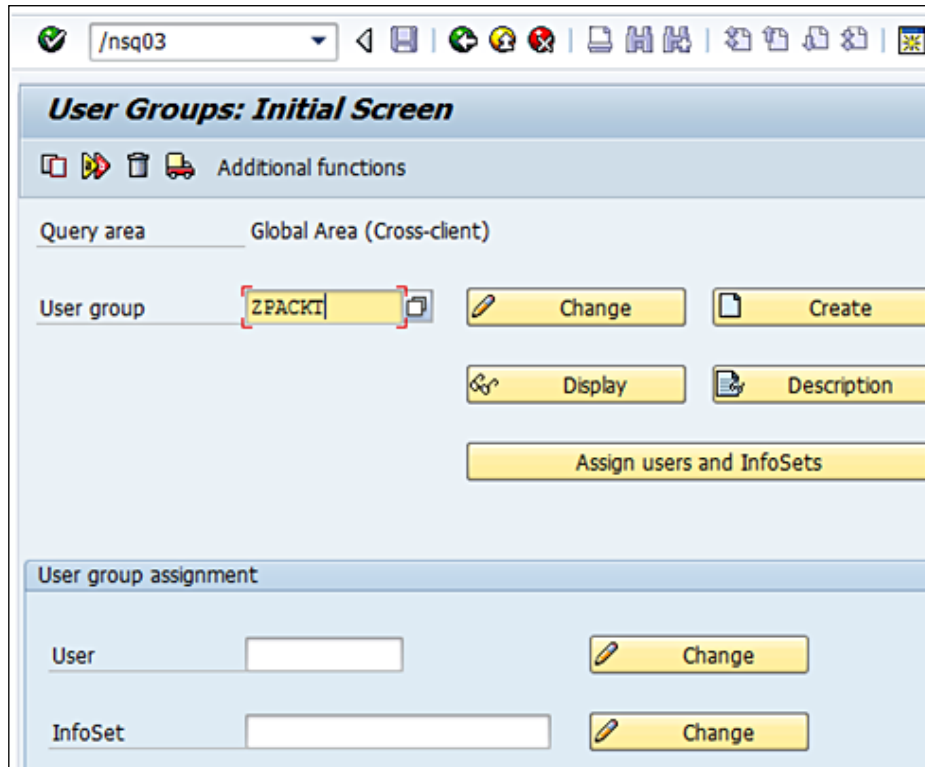 /nsq03
User Groups: Initial Screen
Additional functions
Query area Global Area (Cross-client)
User group ZPACKT Change Create
Display Description
Assign users and InfoSets
User group assignment
User Change
InfoSet Change